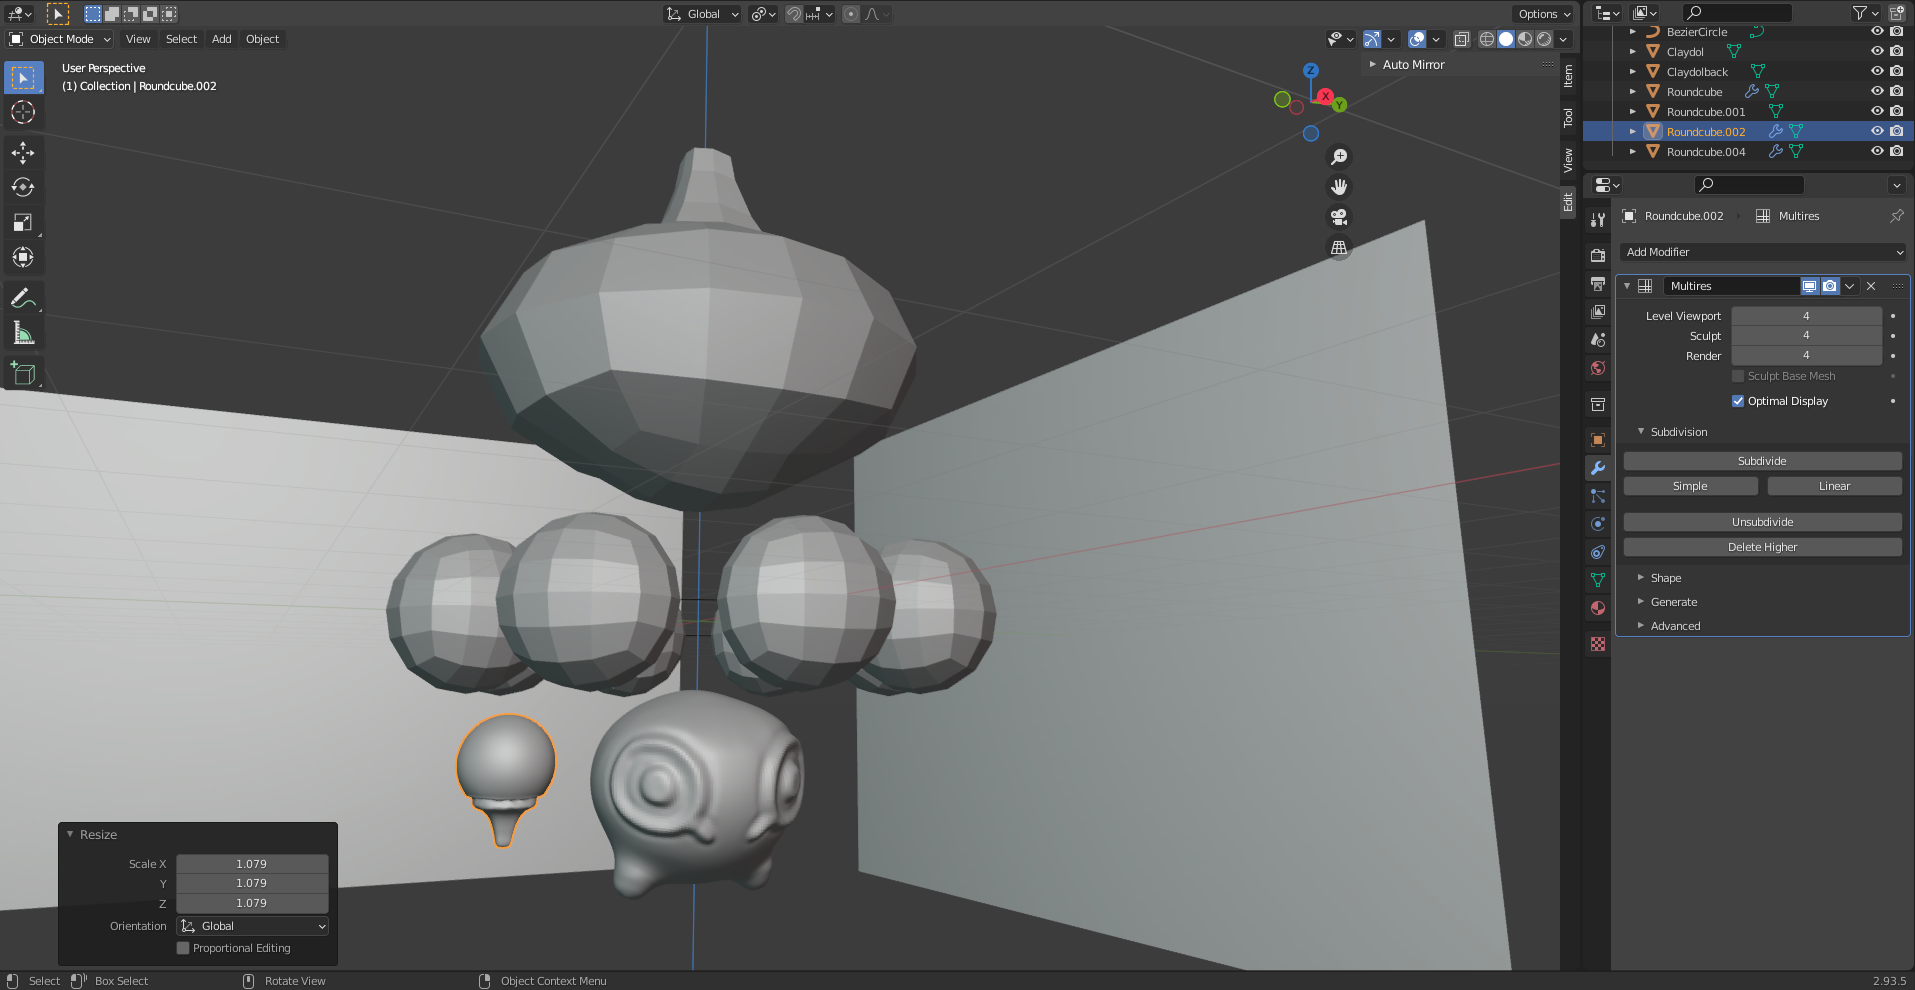 Global
Options
Object Mode
View
Select
Add
Object
User Perspective
(1) Collection | Roundcube.002
Z
X
Y
Auto Mirror
Item
Tool
View
Edit
BezierCircle
Claydol
Claydolback
Roundcube
Roundcube.001
Roundcube.002
Roundcube.004
Roundcube.002
Multires
Add Modifier
Multires
Level Viewport 4
Sculpt 4
Render 4
Sculpt Base Mesh
Optimal Display
Subdivision
Subdivide
Simple
Linear
Unsubdivide
Delete Higher
Shape
Generate
Advanced
Resize
Scale X 1.079
Y 1.079
Z 1.079
Orientation Global
Proportional Editing
Select
Box Select
Rotate View
Object Context Menu
2.93.5